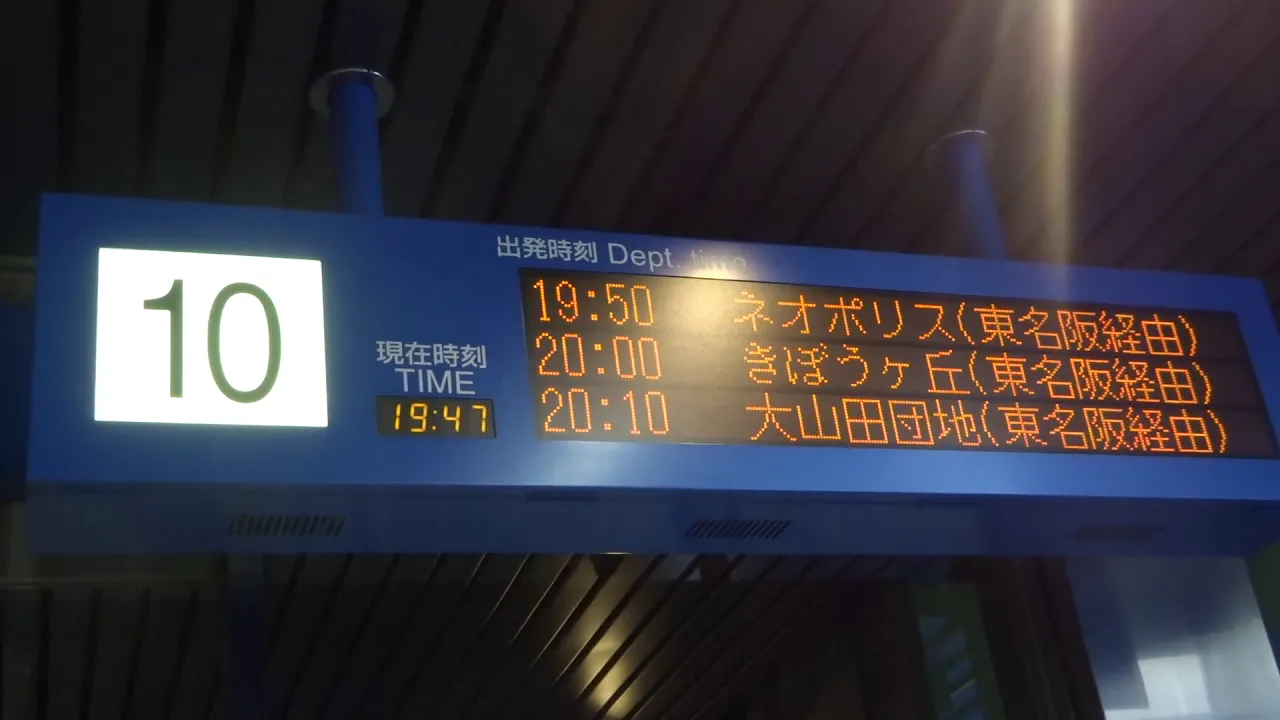 10
現在時刻
TIME
19:47
出発時刻 Dept. time
19:50 ネオポリス(東名阪経由)
20:00 きぼうヶ丘(東名阪経由)
20:10 大山田団地(東名阪経由)